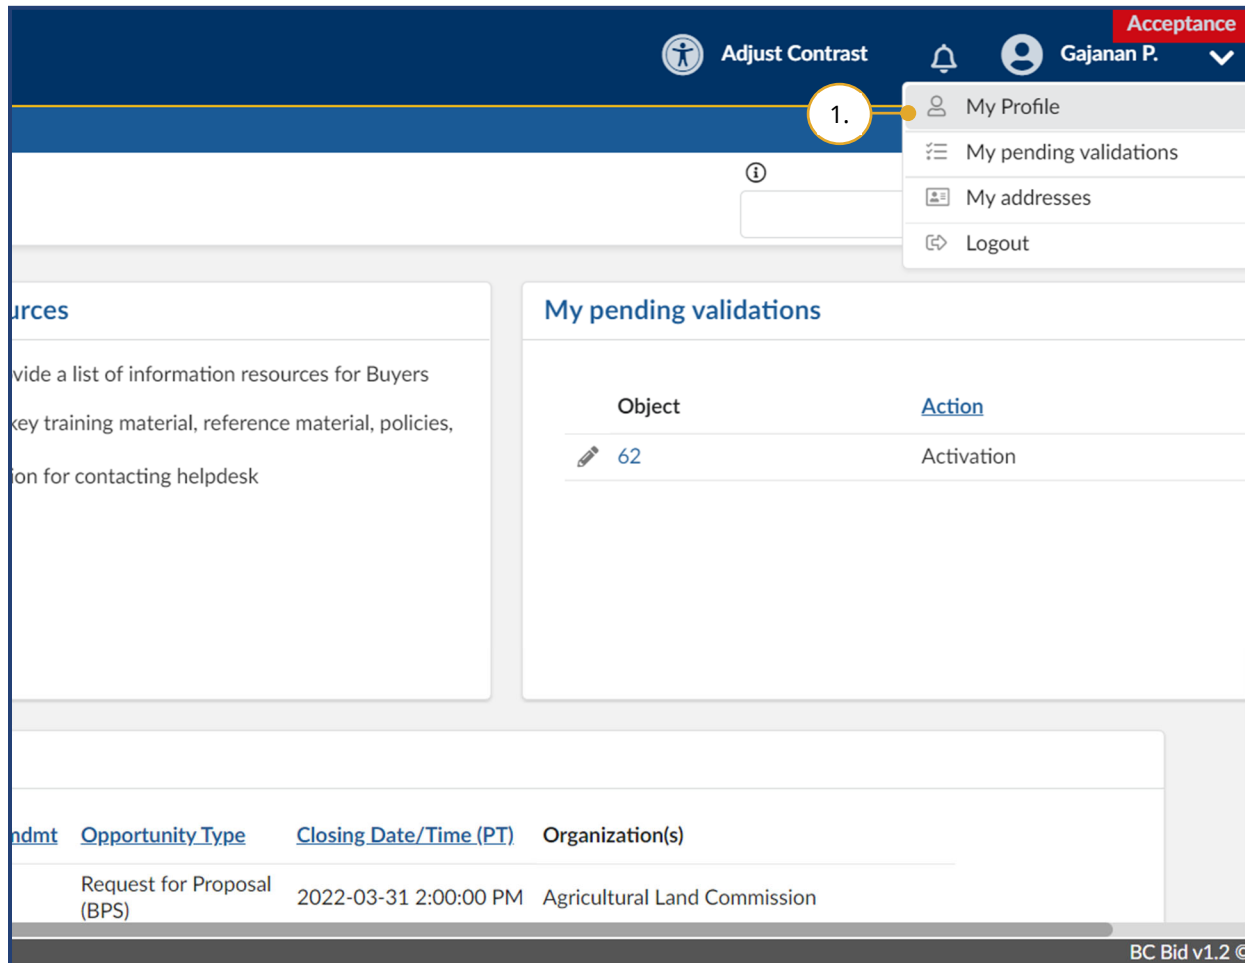 Acceptance
Adjust Contrast
Gajanan P.
1.
My Profile
My pending validations
My addresses
Logout
urces
vide a list of information resources for Buyers
key training material, reference material, policies,
ion for contacting helpdesk
My pending validations
Object Action
62 Activation
ndmt Opportunity Type Closing Date/Time (PT) Organization(s)
Request for Proposal
(BPS)
2022-03-31 2:00:00 PM Agricultural Land Commission
BC Bid v1.2 ©